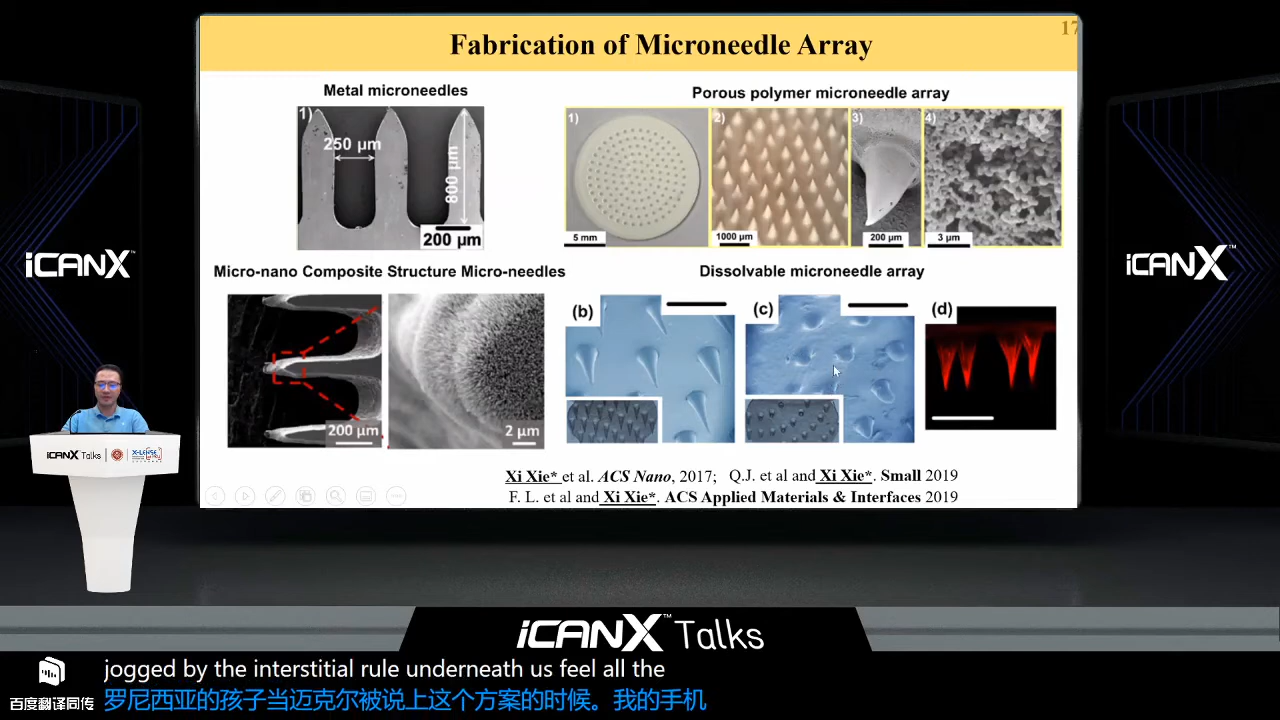 17
Fabrication of Microneedle Array
Metal microneedles
1)
250 μm
800 μm
200 μm
Porous polymer microneedle array
1)
2)
3)
4)
5 mm
1000 μm
200 μm
3 μm
Micro-nano Composite Structure Micro-needles
200 μm
2 μm
Dissolvable microneedle array
(b)
(c)
(d)
Xi Xie* et al. ACS Nano, 2017; Q.J. et al and Xi Xie*. Small 2019
F. L. et al and Xi Xie*. ACS Applied Materials & Interfaces 2019
iCANX™
iCANX™
iCANX Talks
X-LENSE
iCANX™ Talks
jogged by the interstitial rule underneath us feel all the
百度翻译同传
罗尼西亚的孩子当迈克尔被说上这个方案的时候。我的手机